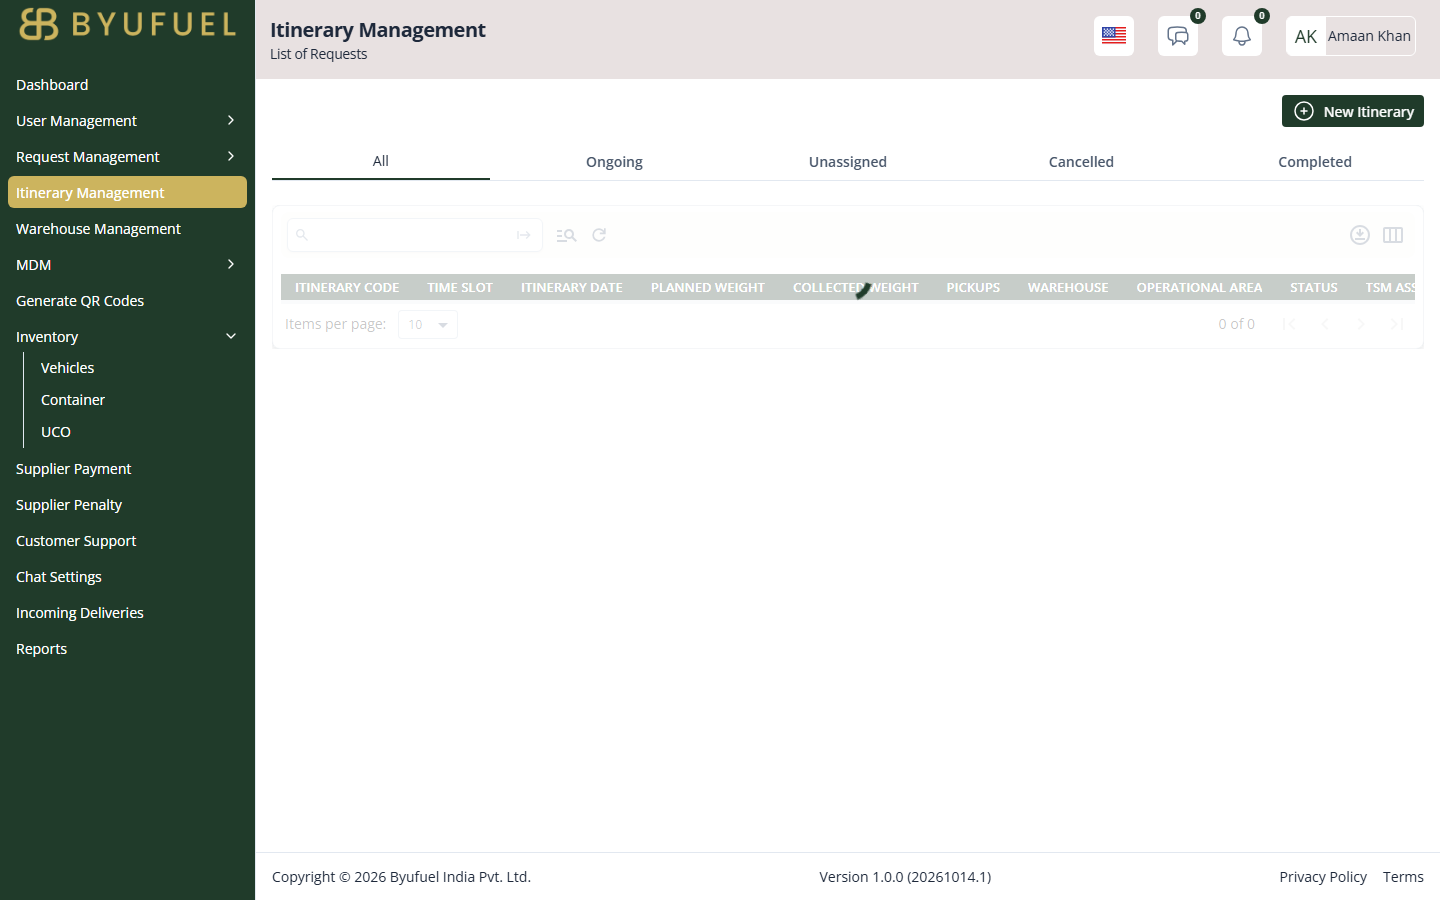 BYUFUEL
Dashboard
User Management
Request Management
Itinerary Management
Warehouse Management
MDM
Generate QR Codes
Inventory
Vehicles
Container
UCO
Supplier Payment
Supplier Penalty
Customer Support
Chat Settings
Incoming Deliveries
Reports
Itinerary Management
List of Requests
0
0
AK Amaan Khan
New Itinerary
All Ongoing Unassigned Cancelled Completed
ITINERARY CODE TIME SLOT ITINERARY DATE PLANNED WEIGHT COLLECTED WEIGHT PICKUPS WAREHOUSE OPERATIONAL AREA STATUS TSM ASS
Items per page: 10 0 of 0
Copyright © 2026 Byufuel India Pvt. Ltd. Version 1.0.0 (20261014.1) Privacy Policy Terms